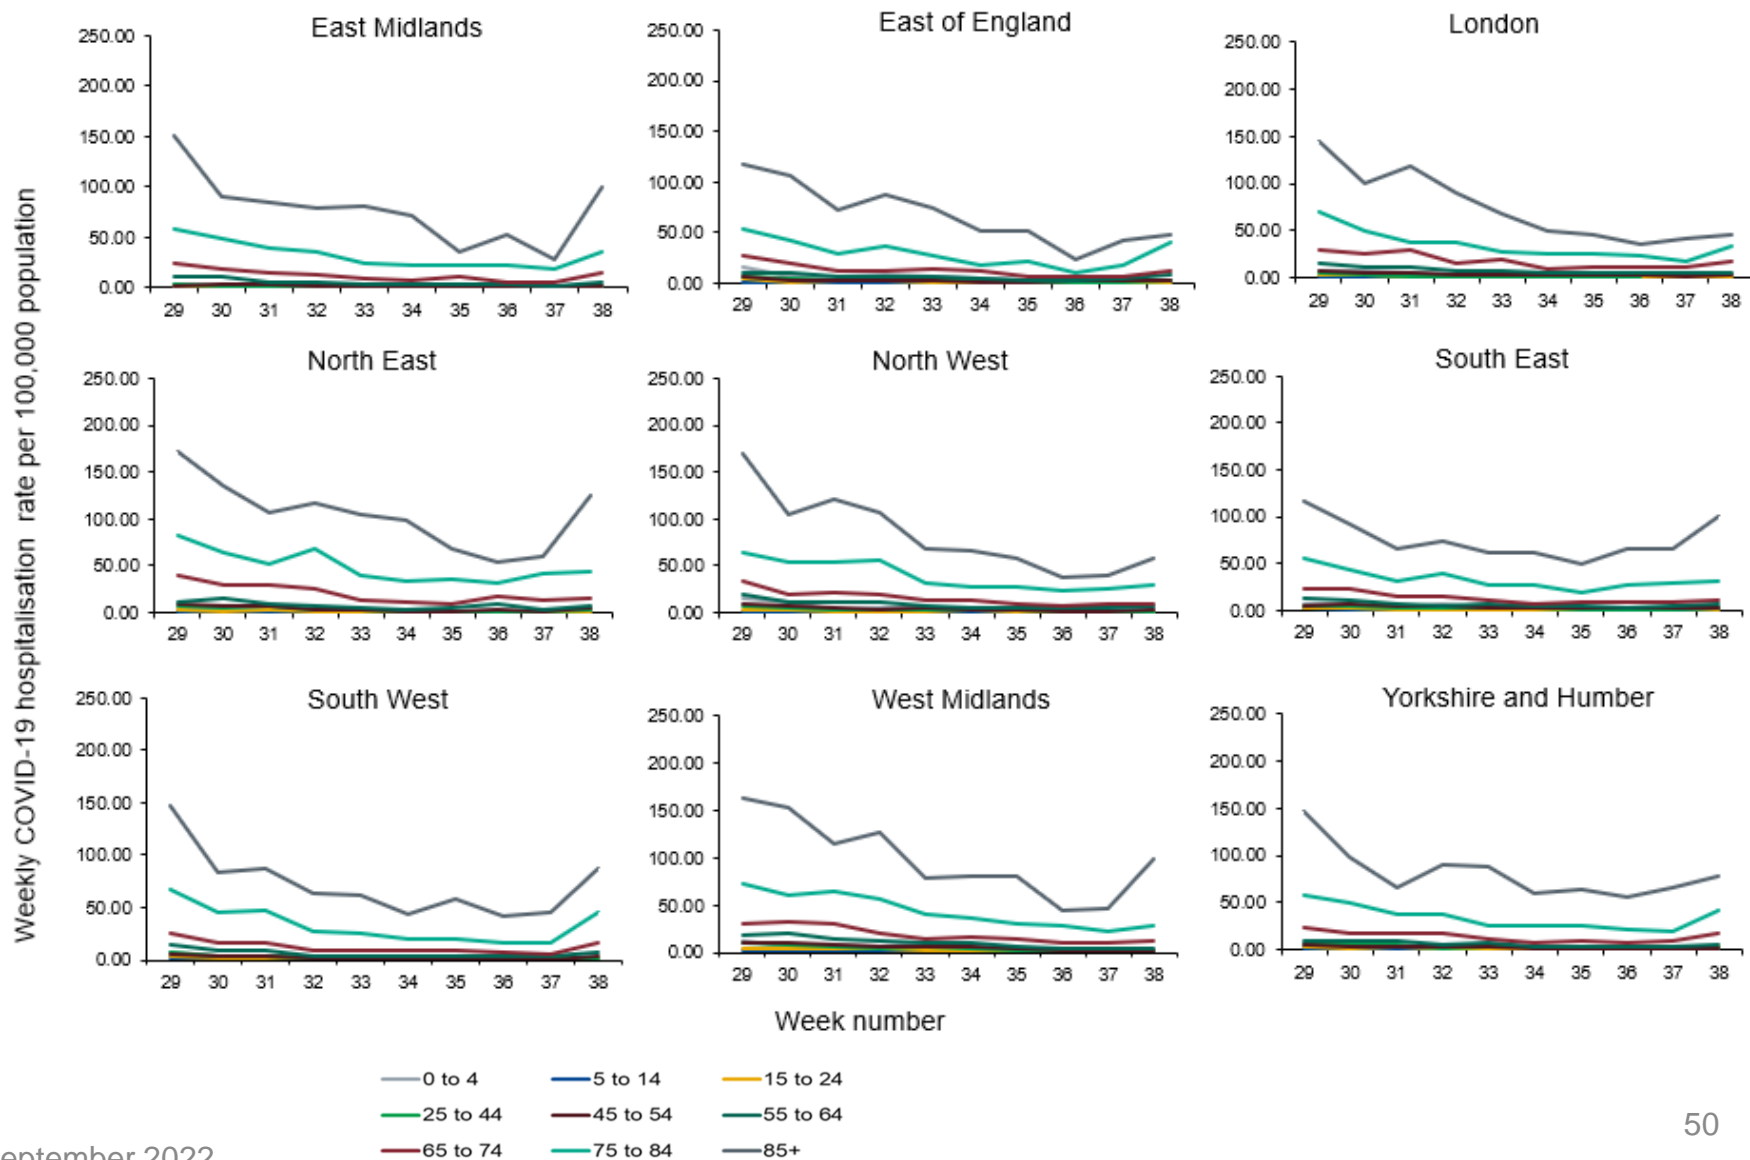 East Midlands
250.00
200.00
150.00
100.00
50.00
0.00
29 30 31 32 33 34 35 36 37 38
East of England
250.00
200.00
150.00
100.00
50.00
0.00
29 30 31 32 33 34 35 36 37 38
London
250.00
200.00
150.00
100.00
50.00
0.00
29 30 31 32 33 34 35 36 37 38
Weekly COVID-19 hospitalisation rate per 100,000 population
North East
250.00
200.00
150.00
100.00
50.00
0.00
29 30 31 32 33 34 35 36 37 38
North West
250.00
200.00
150.00
100.00
50.00
0.00
29 30 31 32 33 34 35 36 37 38
South East
250.00
200.00
150.00
100.00
50.00
0.00
29 30 31 32 33 34 35 36 37 38
South West
250.00
200.00
150.00
100.00
50.00
0.00
29 30 31 32 33 34 35 36 37 38
West Midlands
250.00
200.00
150.00
100.00
50.00
0.00
29 30 31 32 33 34 35 36 37 38
Yorkshire and Humber
250.00
200.00
150.00
100.00
50.00
0.00
29 30 31 32 33 34 35 36 37 38
Week number
0 to 4 5 to 14 15 to 24
25 to 44 45 to 54 55 to 64
65 to 74 75 to 84 85+
50
eptember 2022